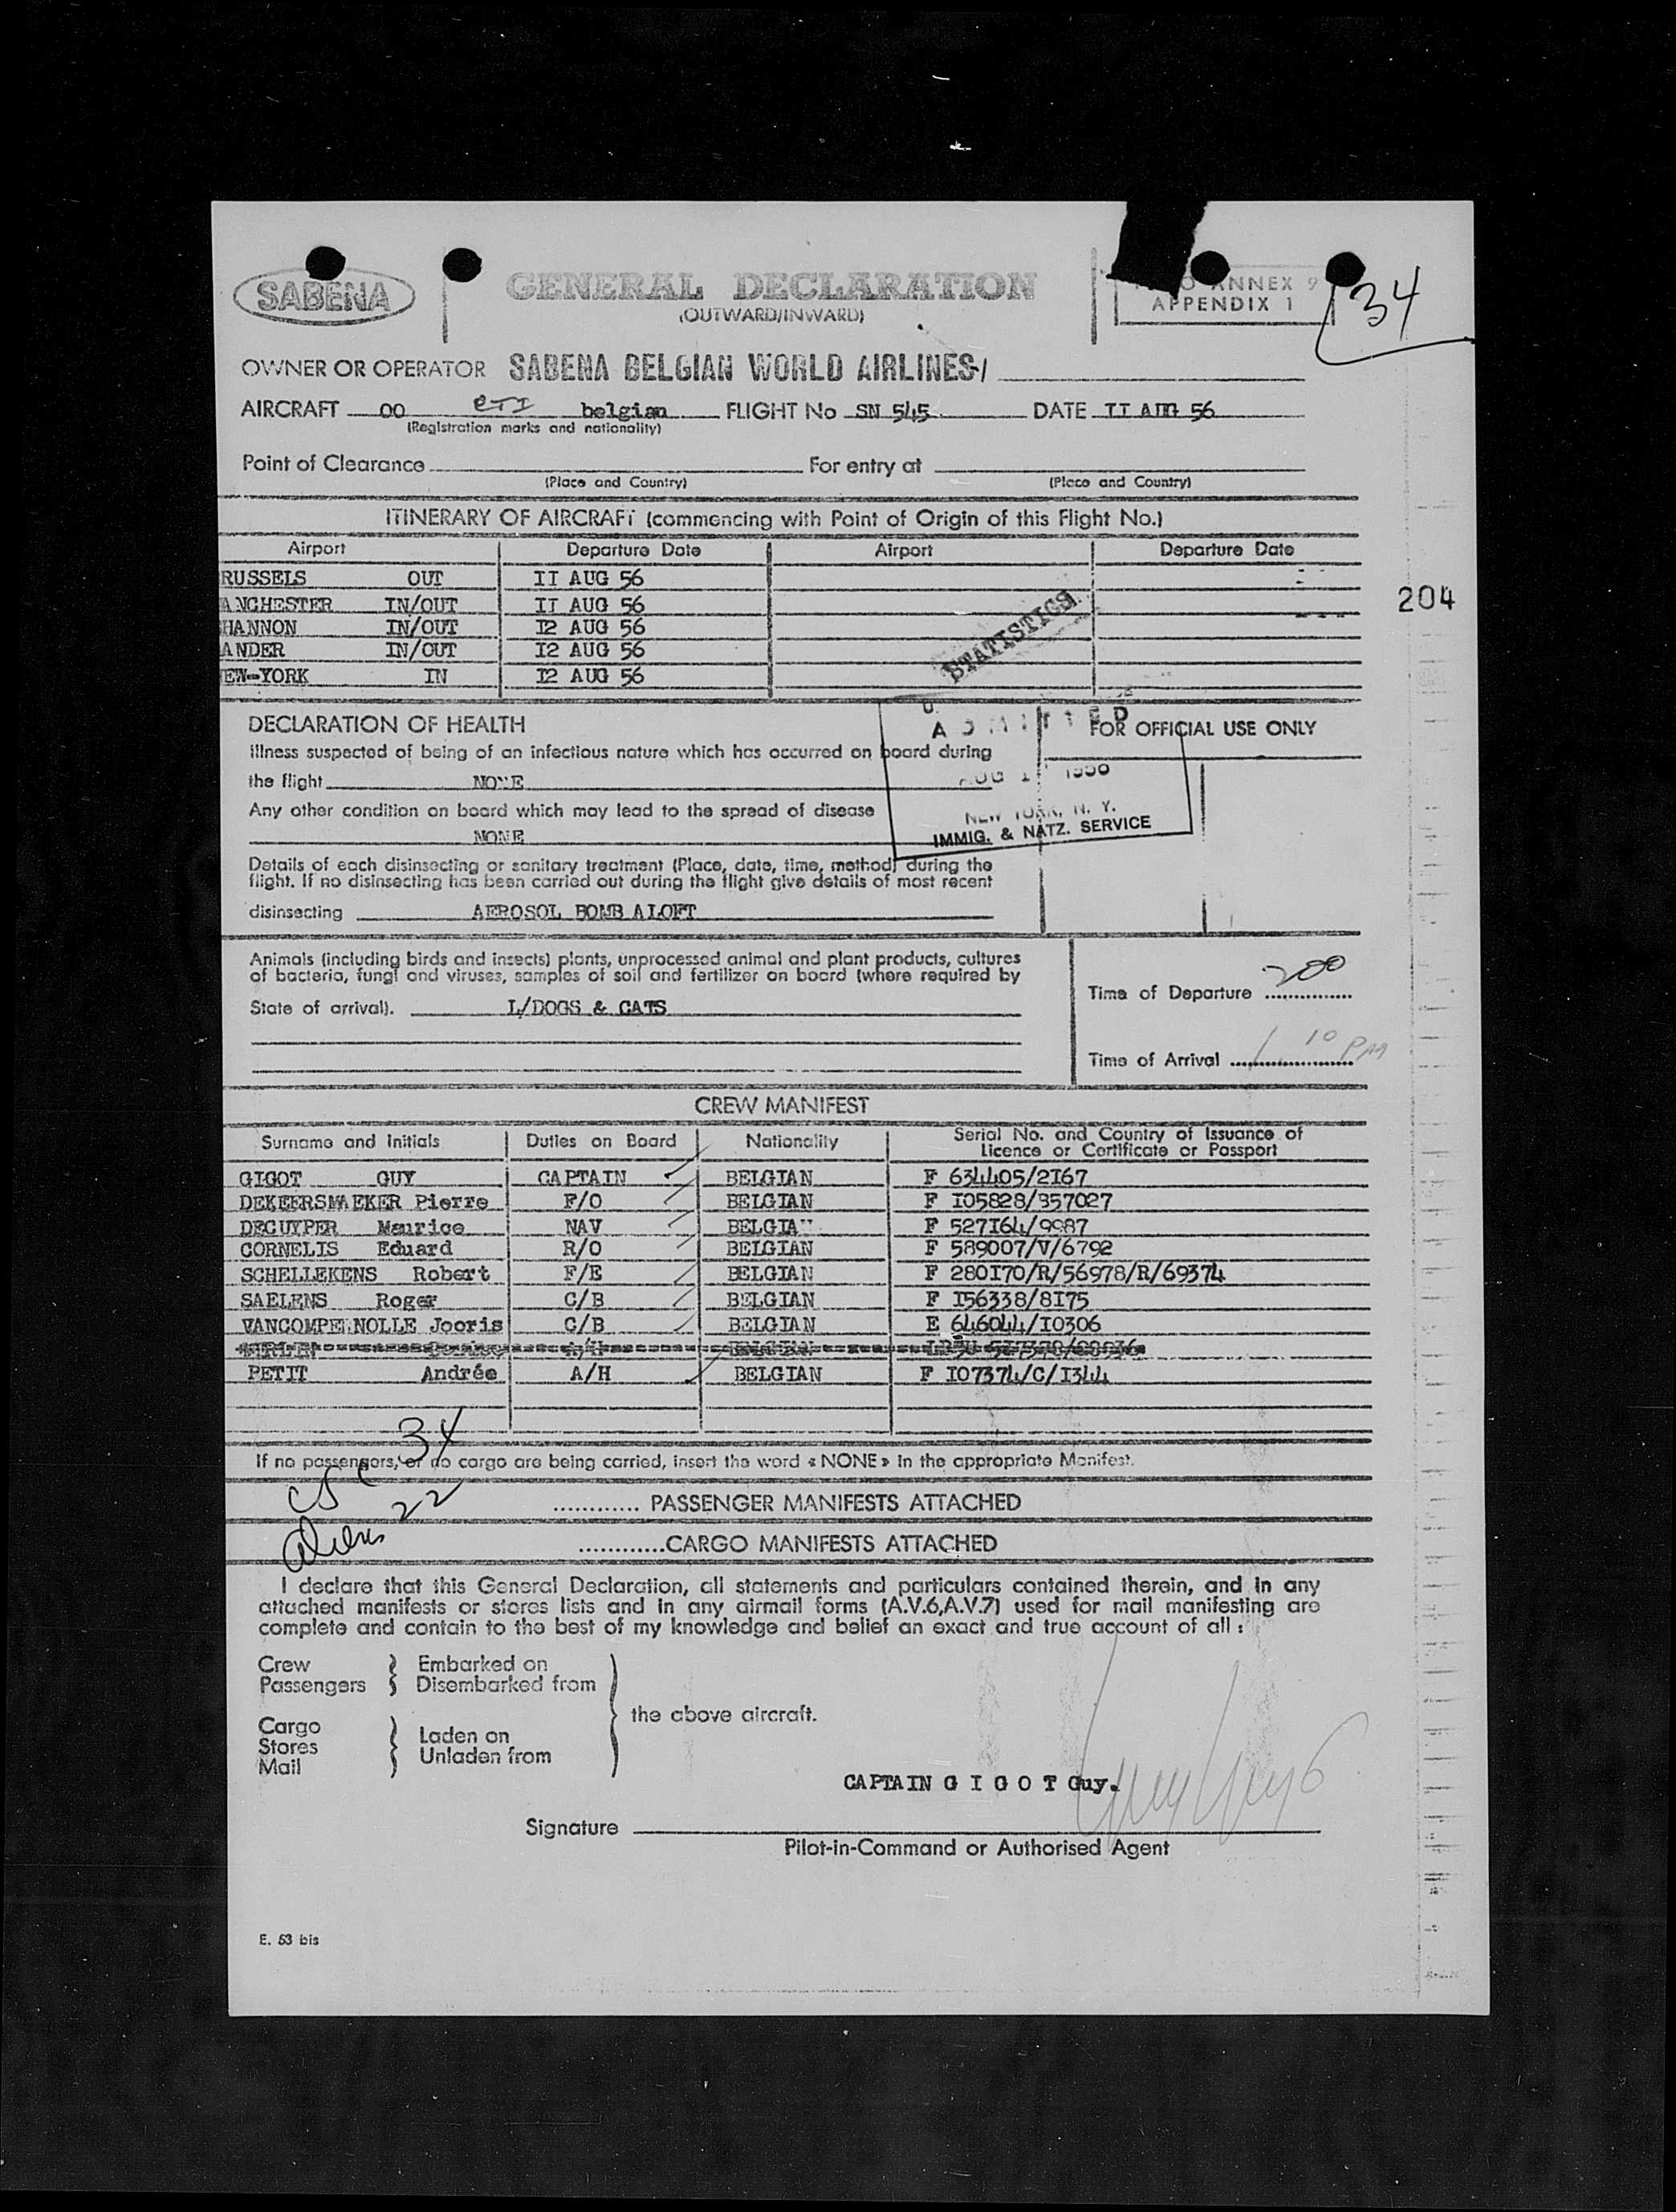 SABENA
GENERAL DECLARATION
(OUTWARD/INWARD)
ANNEX 9
APPENDIX 1
34
OWNER OR OPERATOR SABENA BELGIAN WORLD AIRLINES/
AIRCRAFT OO CTI belgian FLIGHT No SN 545 DATE II AUG 56
(Registration marks and nationality)
Point of Clearance For entry at
(Place and Country) (Place and Country)
ITINERARY OF AIRCRAFT (commencing with Point of Origin of this Flight No.)
Airport Departure Date Airport Departure Date
RUSSELS OUT II AUG 56
ANCHESTER IN/OUT II AUG 56
204
HANNON IN/OUT I2 AUG 56
ANDER IN/OUT I2 AUG 56
EW-YORK IN I2 AUG 56
STATISTICS
DECLARATION OF HEALTH
ADMITTED
FOR OFFICIAL USE ONLY
Illness suspected of being of an infectious nature which has occurred on board during
the flight NONE
AUG 1 1956
Any other condition on board which may lead to the spread of disease
NEW YORK, N. Y.
NONE
IMMIG. & NATZ. SERVICE
Details of each disinsecting or sanitary treatment (Place, date, time, method) during the
flight. If no disinsecting has been carried out during the flight give details of most recent
disinsecting AEROSOL BOMB ALOFT
Animals (including birds and insects) plants, unprocessed animal and plant products, cultures
of bacteria, fungi and viruses, samples of soil and fertilizer on board (where required by
State of arrival). L/DOGS & CATS
Time of Departure 200
Time of Arrival 1 10 PM
CREW MANIFEST
Surname and Initials Duties on Board Nationality Serial No. and Country of Issuance of
Licence or Certificate or Passport
GIGOT GUY CAPTAIN BELGIAN F 634405/2I67
DEKEERSMAEKER Pierre F/O BELGIAN F I05828/357027
DECUYPER Maurice NAV BELGIA F 527I64/9987
CORNELIS Eduard R/O BELGIAN F 589007/V/6792
SCHELLEKENS Robert F/E BELGIAN F 280I70/R/56978/R/69374
SAELENS Roger C/B BELGIAN F I56338/8I75
VANCOMPERNOLLE Jooris C/B BELGIAN E 646044/I0306
PETIT Andrée A/H BELGIAN F I07374/C/I344
34
If no passengers, or no cargo are being carried, insert the word « NONE » in the appropriate Manifest.
22
............ PASSENGER MANIFESTS ATTACHED
aliens
............CARGO MANIFESTS ATTACHED
I declare that this General Declaration, all statements and particulars contained therein, and in any
attached manifests or stores lists and in any airmail forms (A.V.6,A.V.7) used for mail manifesting are
complete and contain to the best of my knowledge and belief an exact and true account of all :
Crew Embarked on
Passengers Disembarked from
the above aircraft.
Cargo
Stores Laden on
Mail Unladen from
CAPTAIN G I G O T Guy.
Signature
Pilot-in-Command or Authorised Agent
E. 53 bis